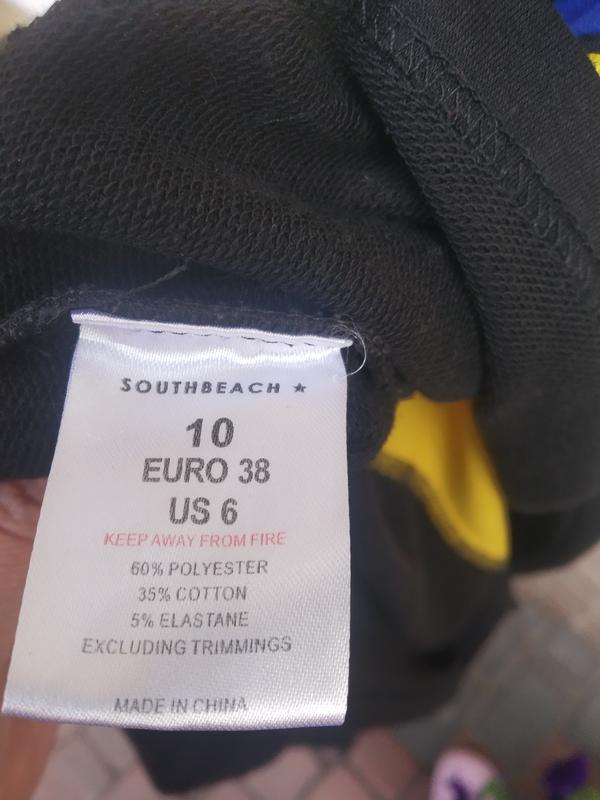 SOUTHBEACH ★
10
EURO 38
US 6
KEEP AWAY FROM FIRE
60% POLYESTER
35% COTTON
5% ELASTANE
EXCLUDING TRIMMINGS
MADE IN CHINA